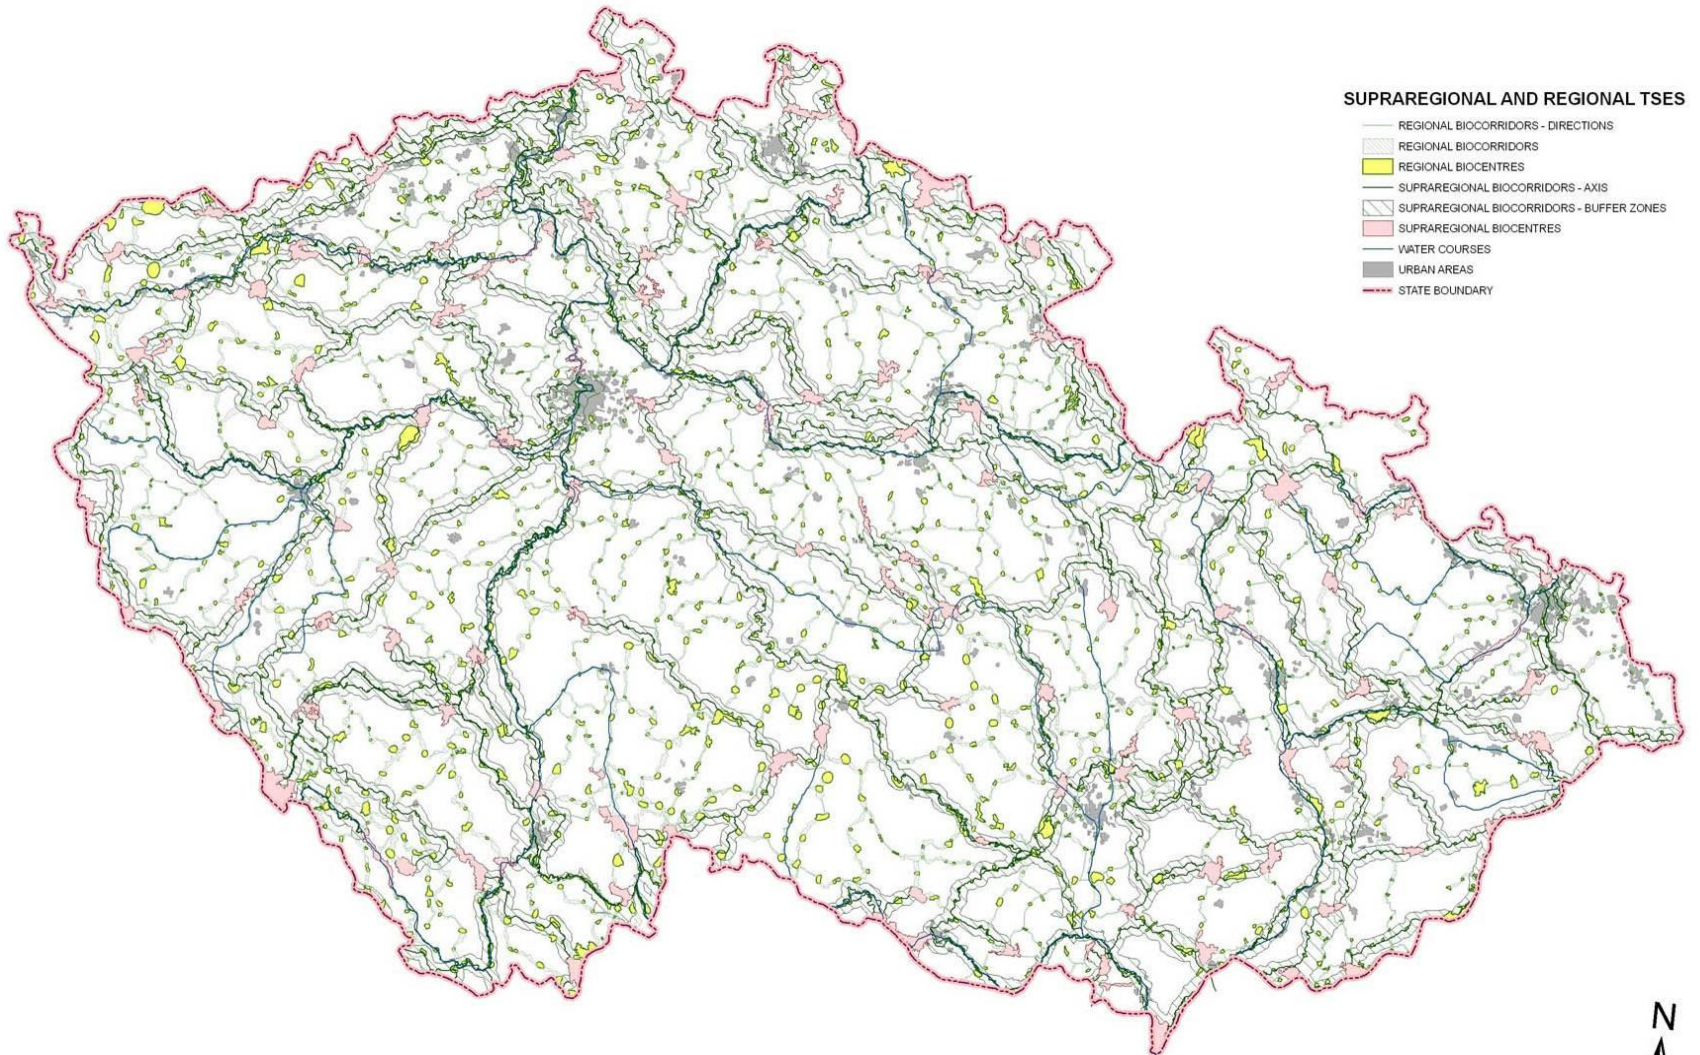 SUPRAREGIONAL AND REGIONAL TSES
REGIONAL BIOCORRIDORS - DIRECTIONS
REGIONAL BIOCORRIDORS
REGIONAL BIOCENTRES
SUPRAREGIONAL BIOCORRIDORS - AXIS
SUPRAREGIONAL BIOCORRIDORS - BUFFER ZONES
SUPRAREGIONAL BIOCENTRES
WATER COURSES
URBAN AREAS
STATE BOUNDARY
N